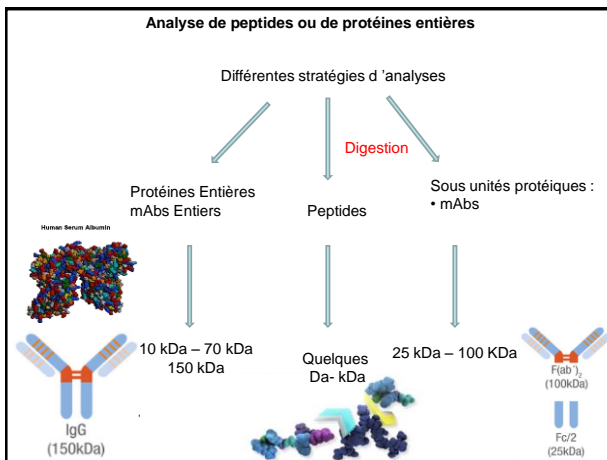 Analyse de peptides ou de protéines entières
Différentes stratégies d 'analyses
Digestion
Protéines Entières
mAbs Entiers
Peptides
Sous unités protéiques :
• mAbs
Human Serum Albumin
10 kDa – 70 kDa
150 kDa
Quelques
Da- kDa
25 kDa – 100 KDa
IgG
(150kDa)
F(ab´)₂
(100kDa)
Fc/2
(25kDa)